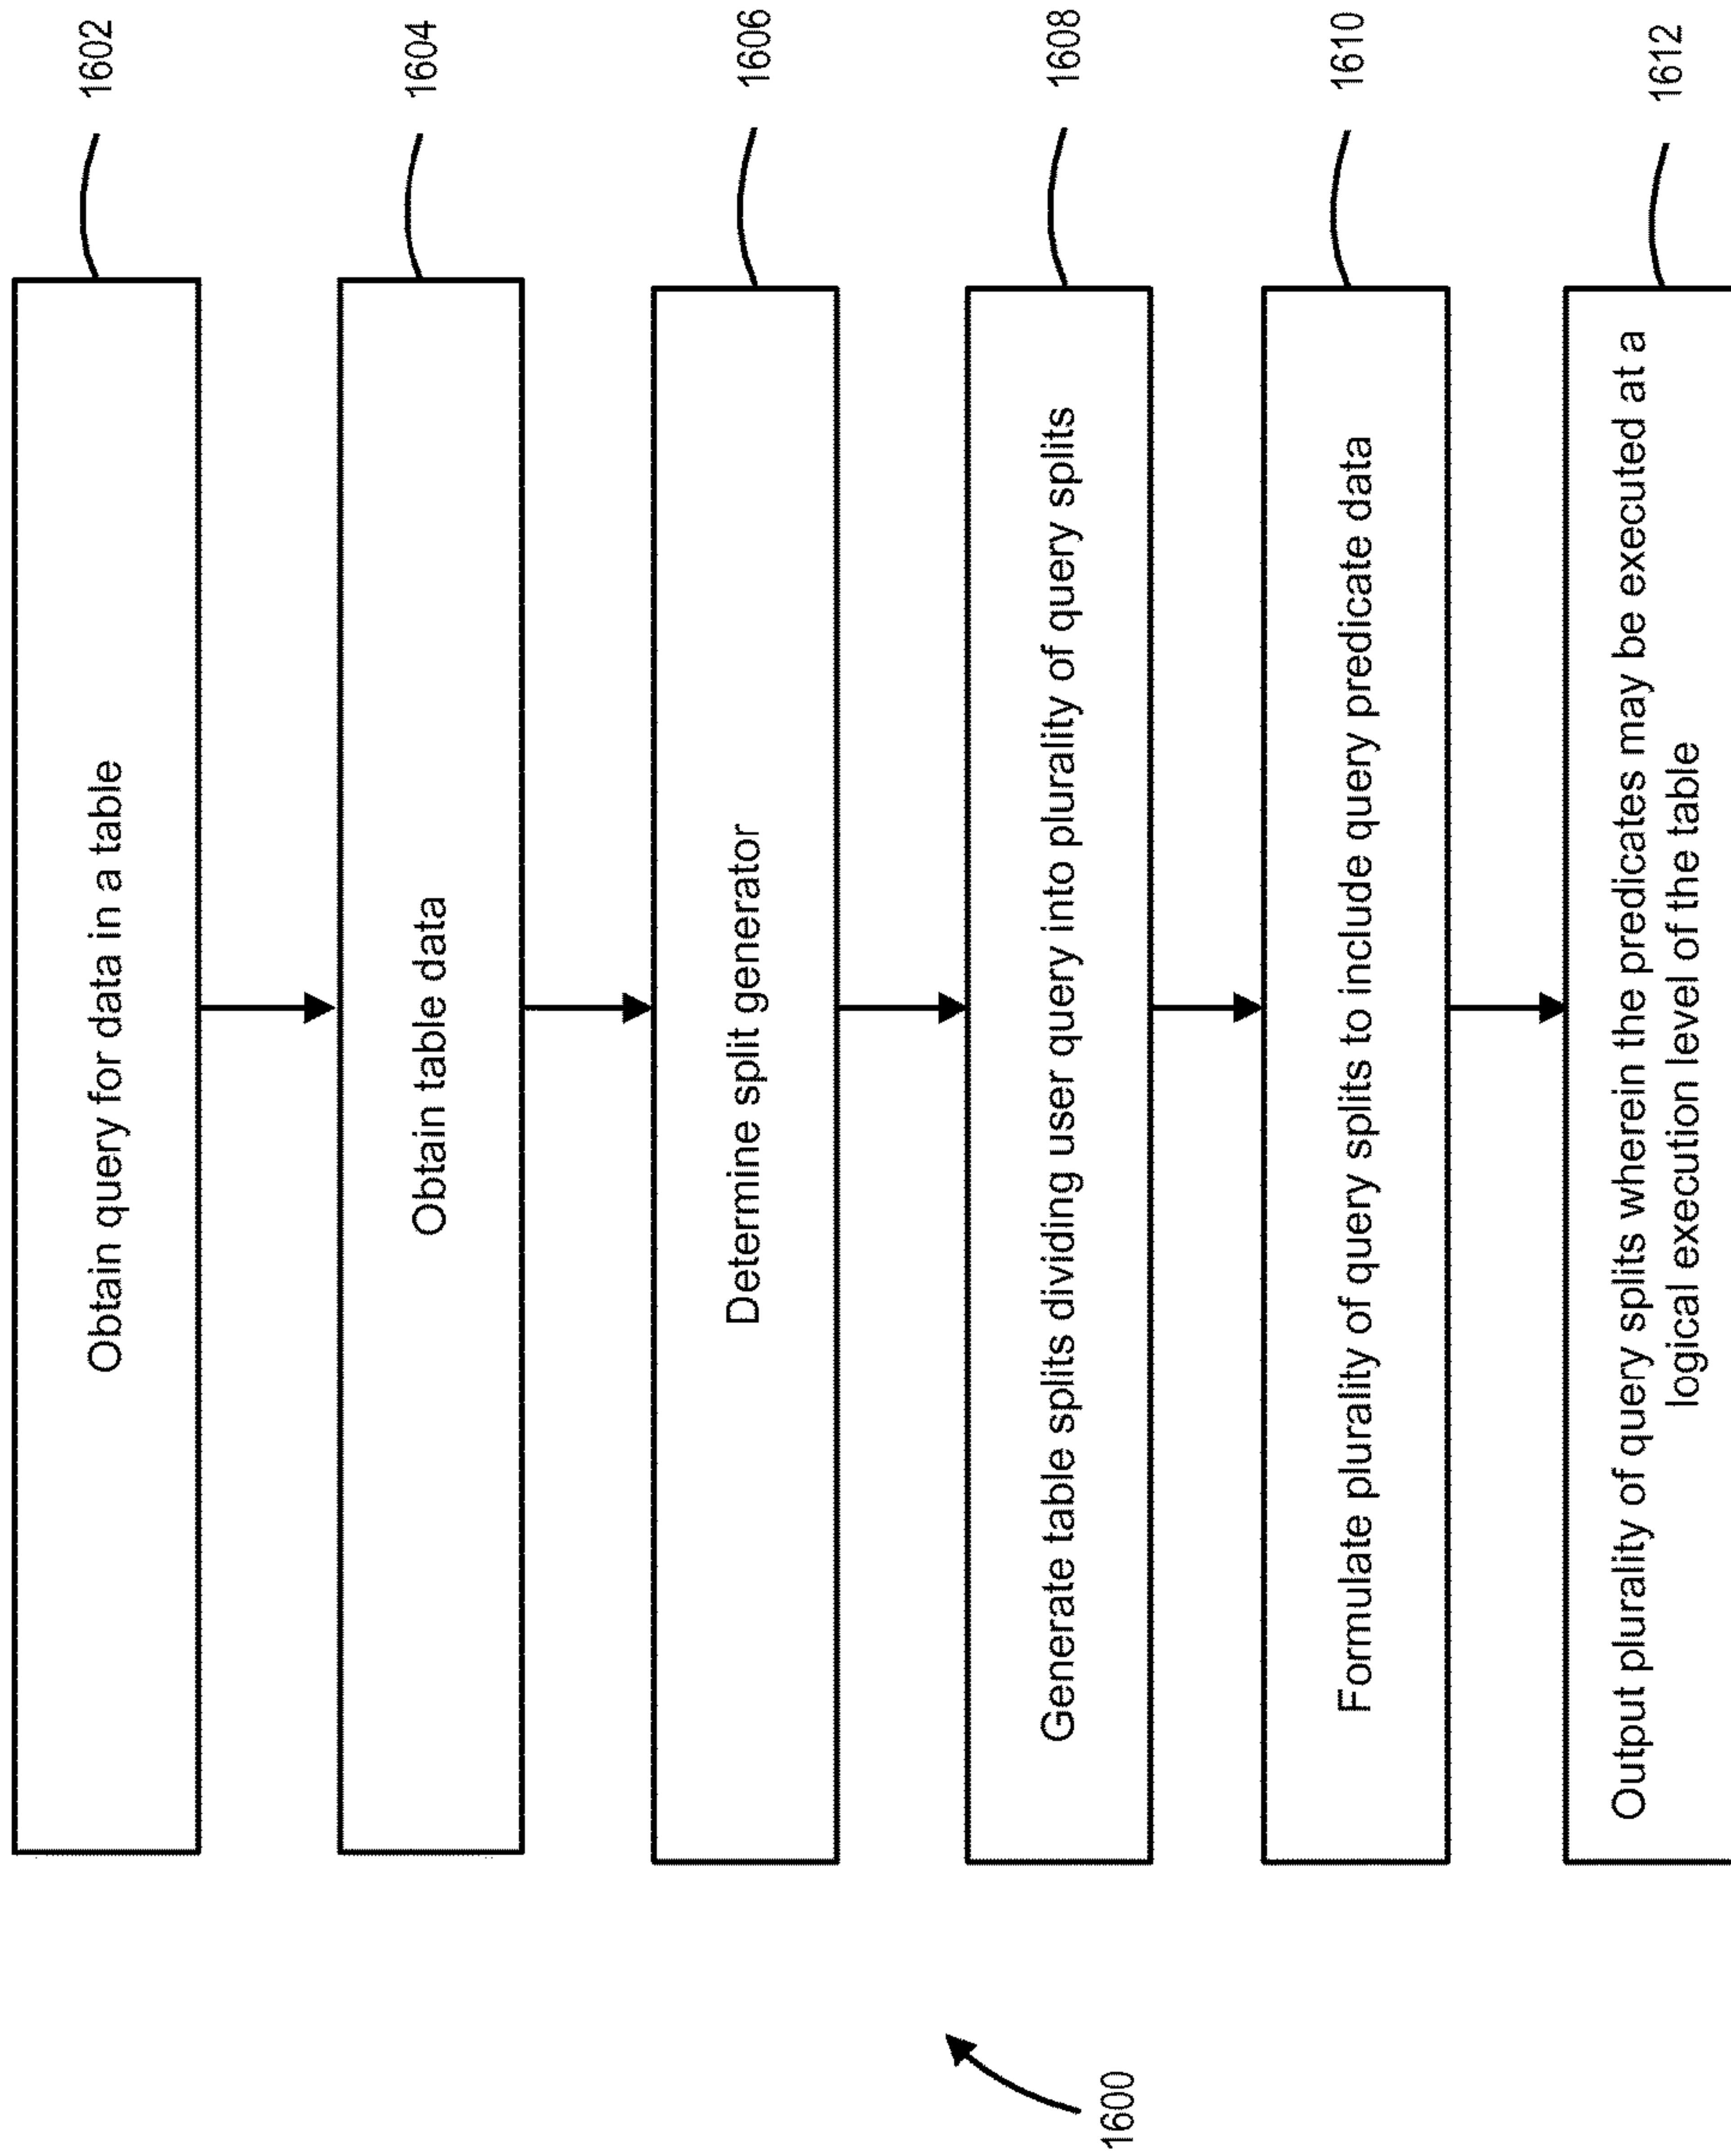 Obtain query for data in a table
1602
Obtain table data
1604
Determine split generator
1606
Generate table splits dividing user query into plurality of query splits
1608
Formulate plurality of query splits to include query predicate data
1610
Output plurality of query splits wherein the predicates may be executed at a
logical execution level of the table
1612
1600